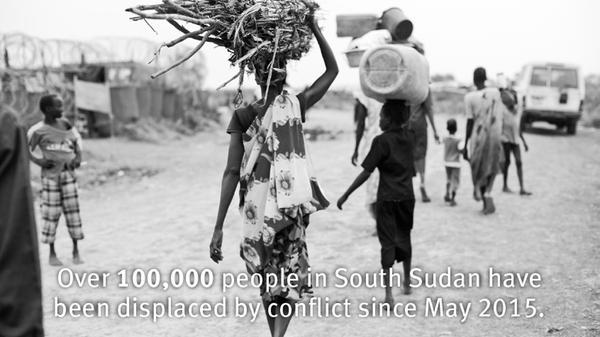 Over 100,000 people in South Sudan have
been displaced by conflict since May 2015.